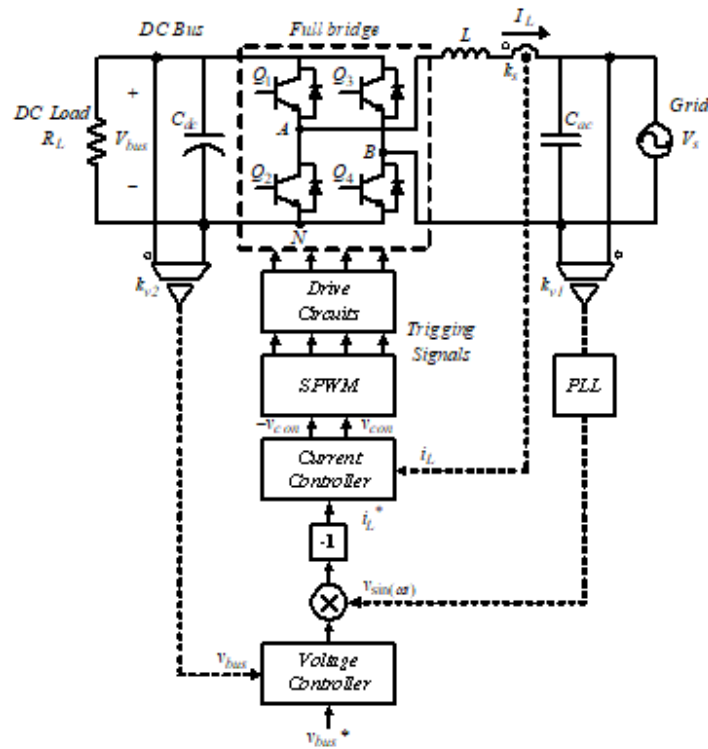 DC Bus
Full bridge
L
I_L
k_s
Q_1
Q_3
DC Load
R_L
+
V_bus
−
C_dc
A
B
C_ac
Grid
V_s
Q_2
Q_4
N
k_v2
k_v1
Drive
Circuits
Trigging
Signals
SPWM
PLL
−v_con
v_con
Current
Controller
i_L
i_L*
-1
v_sin(ωt)
v_bus
Voltage
Controller
v_bus*